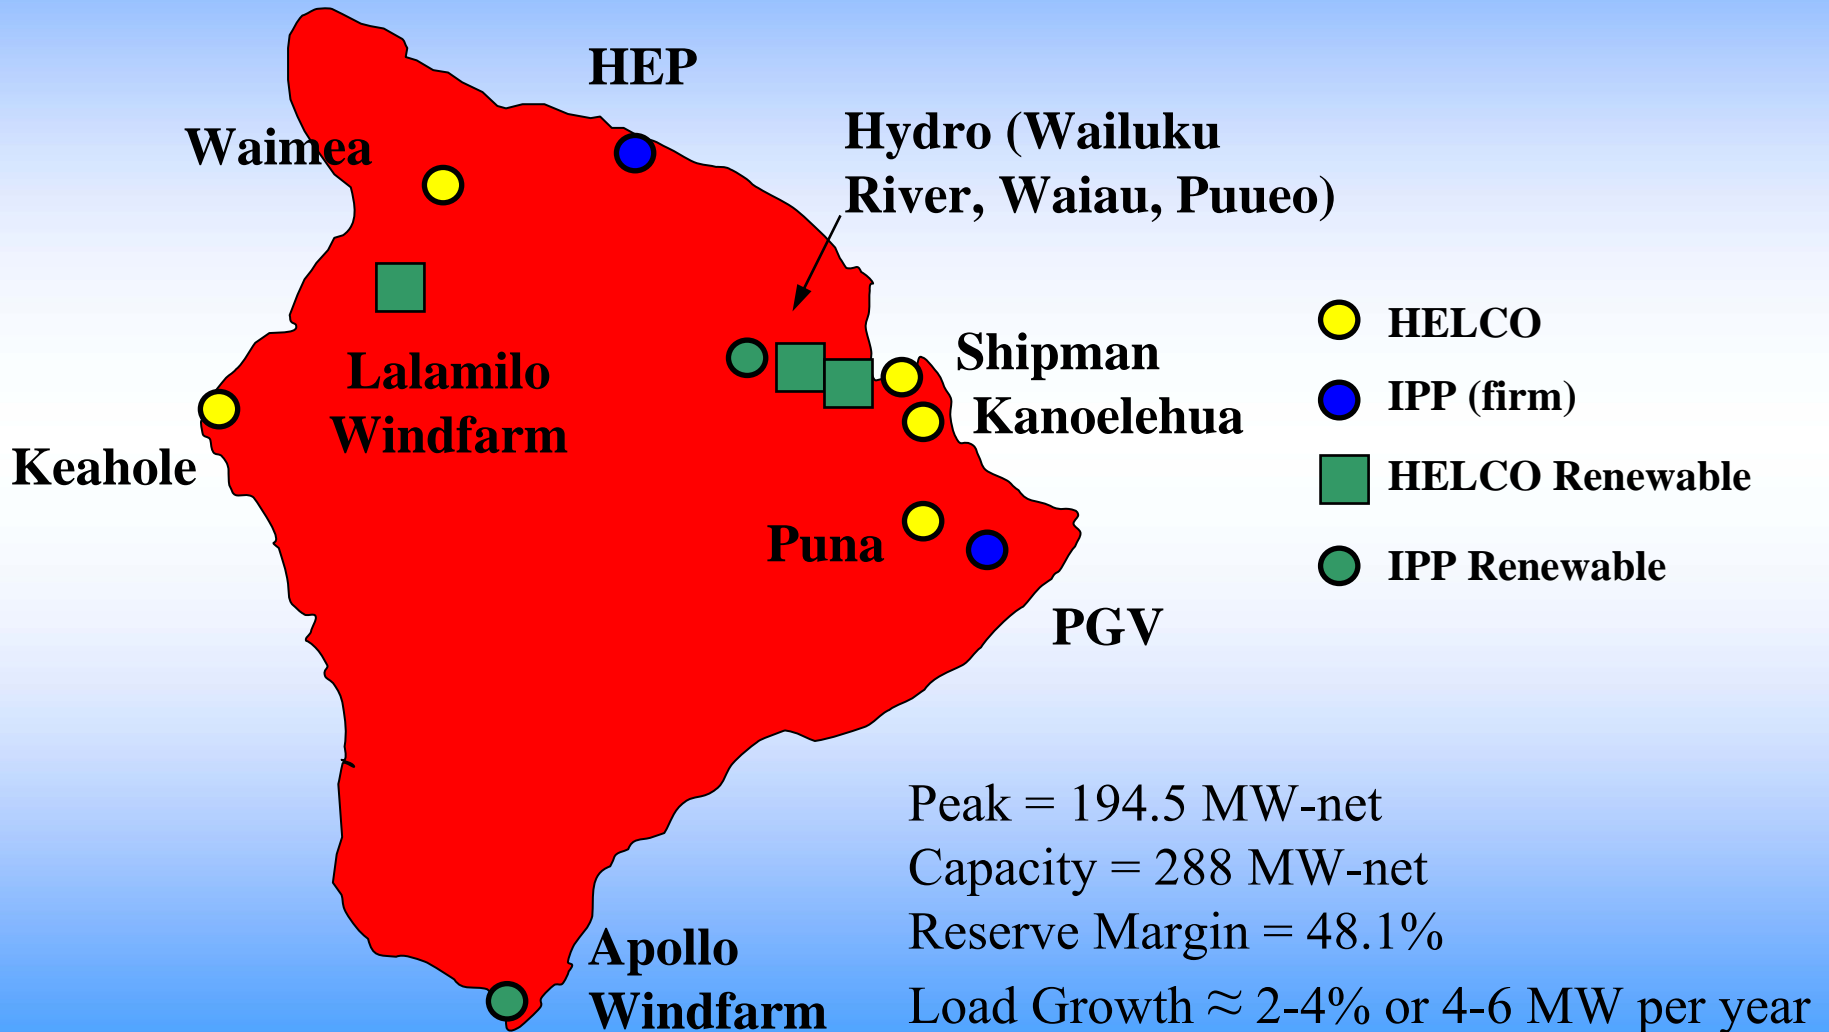 HEP
Waimea
Hydro (Wailuku
River, Waiau, Puueo)
Lalamilo
Windfarm
Keahole
Shipman
Kanoelehua
Puna
PGV
HELCO
IPP (firm)
HELCO Renewable
IPP Renewable
Apollo
Windfarm
Peak = 194.5 MW-net
Capacity = 288 MW-net
Reserve Margin = 48.1%
Load Growth ≈ 2-4% or 4-6 MW per year